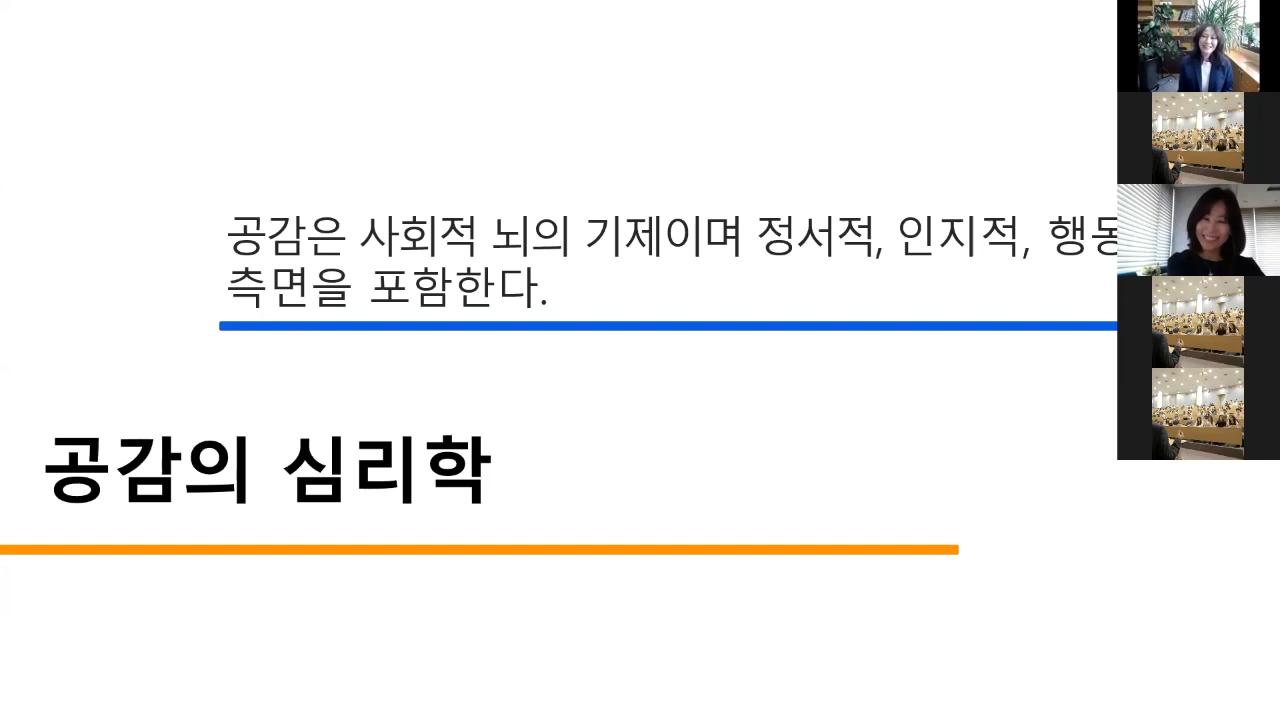 공감은 사회적 뇌의 기제이며 정서적, 인지적,
측면을 포함한다.
공감의 심리학